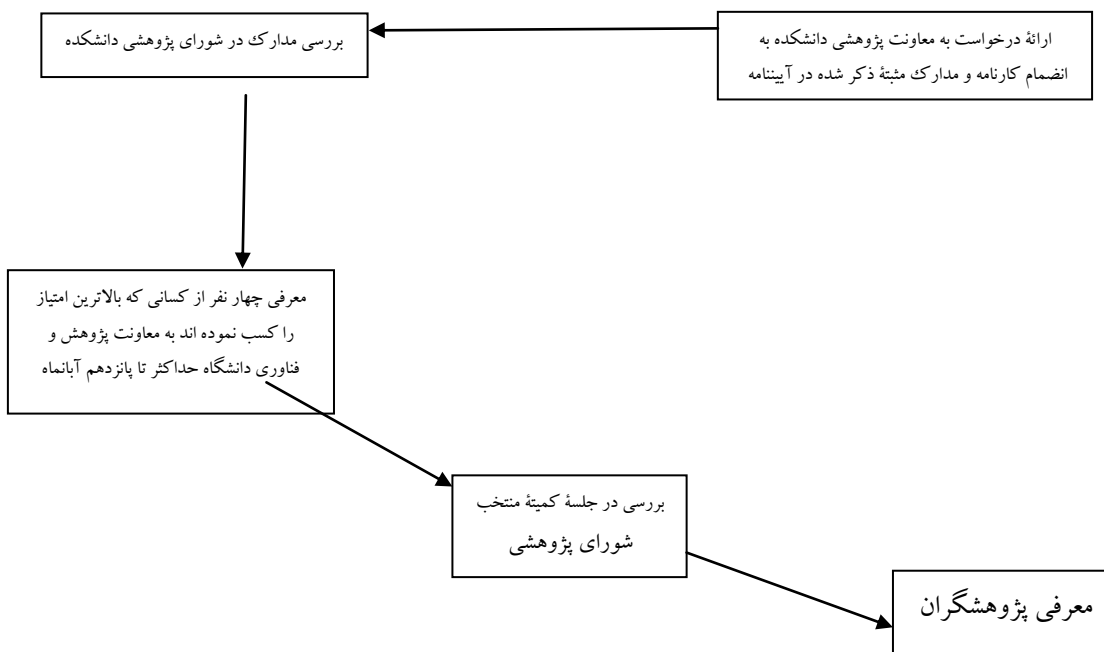 ارائهٔ درخواست به معاونت پژوهشی دانشکده به
انضمام کارنامه و مدارک مثبتهٔ ذکر شده در آییننامه
بررسی مدارک در شورای پژوهشی دانشکده
معرفی چهار نفر از کسانی که بالاترین امتیاز
را کسب نموده اند به معاونت پژوهش و
فناوری دانشگاه حداکثر تا پانزدهم آبانماه
بررسی در جلسهٔ کمیتهٔ منتخب
شورای پژوهشی
معرفی پژوهشگران